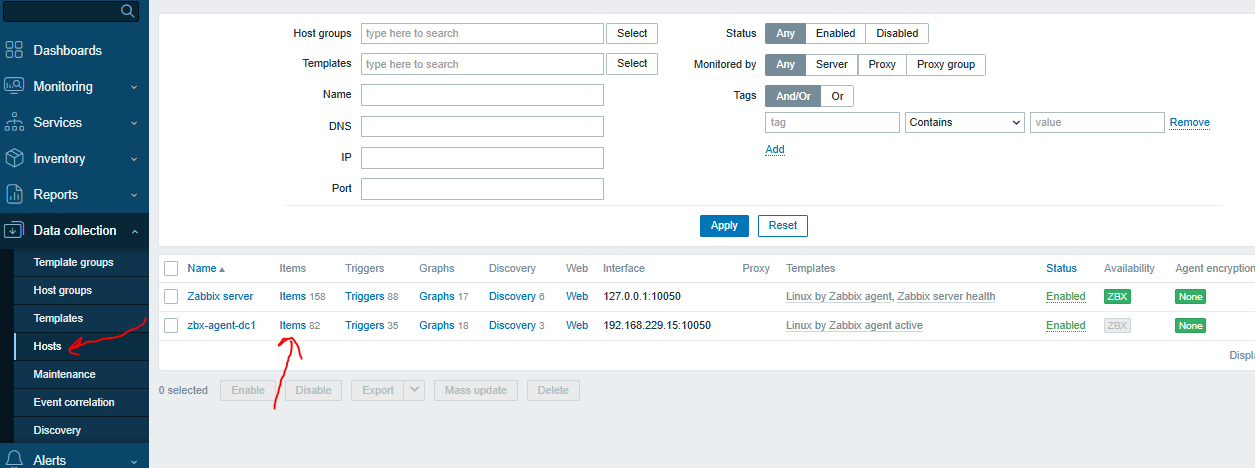 Dashboards
Monitoring
Services
Inventory
Reports
Data collection
Template groups
Host groups
Templates
Hosts
Maintenance
Event correlation
Discovery
Alerts
Host groups type here to search Select
Templates type here to search Select
Name
DNS
IP
Port
Status Any Enabled Disabled
Monitored by Any Server Proxy Proxy group
Tags And/Or Or
tag Contains value Remove
Add
Apply Reset
Name Items Triggers Graphs Discovery Web Interface Proxy Templates Status Availability Agent encryption
Zabbix server Items 158 Triggers 88 Graphs 17 Discovery 6 Web 127.0.0.1:10050 Linux by Zabbix agent, Zabbix server health Enabled ZBX None
zbx-agent-dc1 Items 82 Triggers 35 Graphs 18 Discovery 3 Web 192.168.229.15:10050 Linux by Zabbix agent active Enabled ZBX None
Displa
0 selected Enable Disable Export Mass update Delete